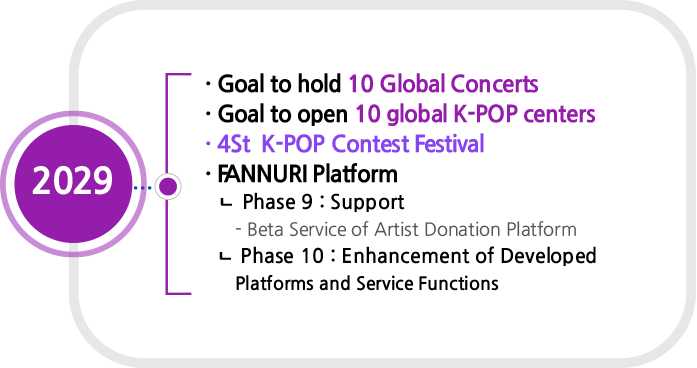 2029
· Goal to hold 10 Global Concerts
· Goal to open 10 global K-POP centers
· 4St K-POP Contest Festival
· FANNURI Platform
ㄴ Phase 9 : Support
- Beta Service of Artist Donation Platform
ㄴ Phase 10 : Enhancement of Developed
Platforms and Service Functions